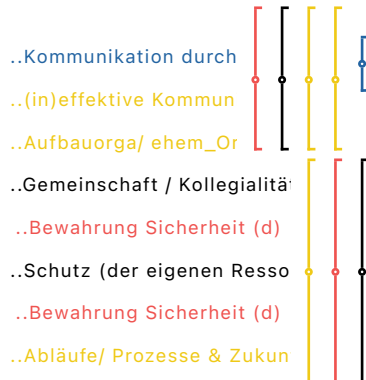 ..Kommunikation durch
..(in)effektive Kommun
..Aufbauorga/ ehem_Or
..Gemeinschaft / Kollegialität
..Bewahrung Sicherheit (d)
..Schutz (der eigenen Resso
..Bewahrung Sicherheit (d)
..Abläufe/ Prozesse & Zukun